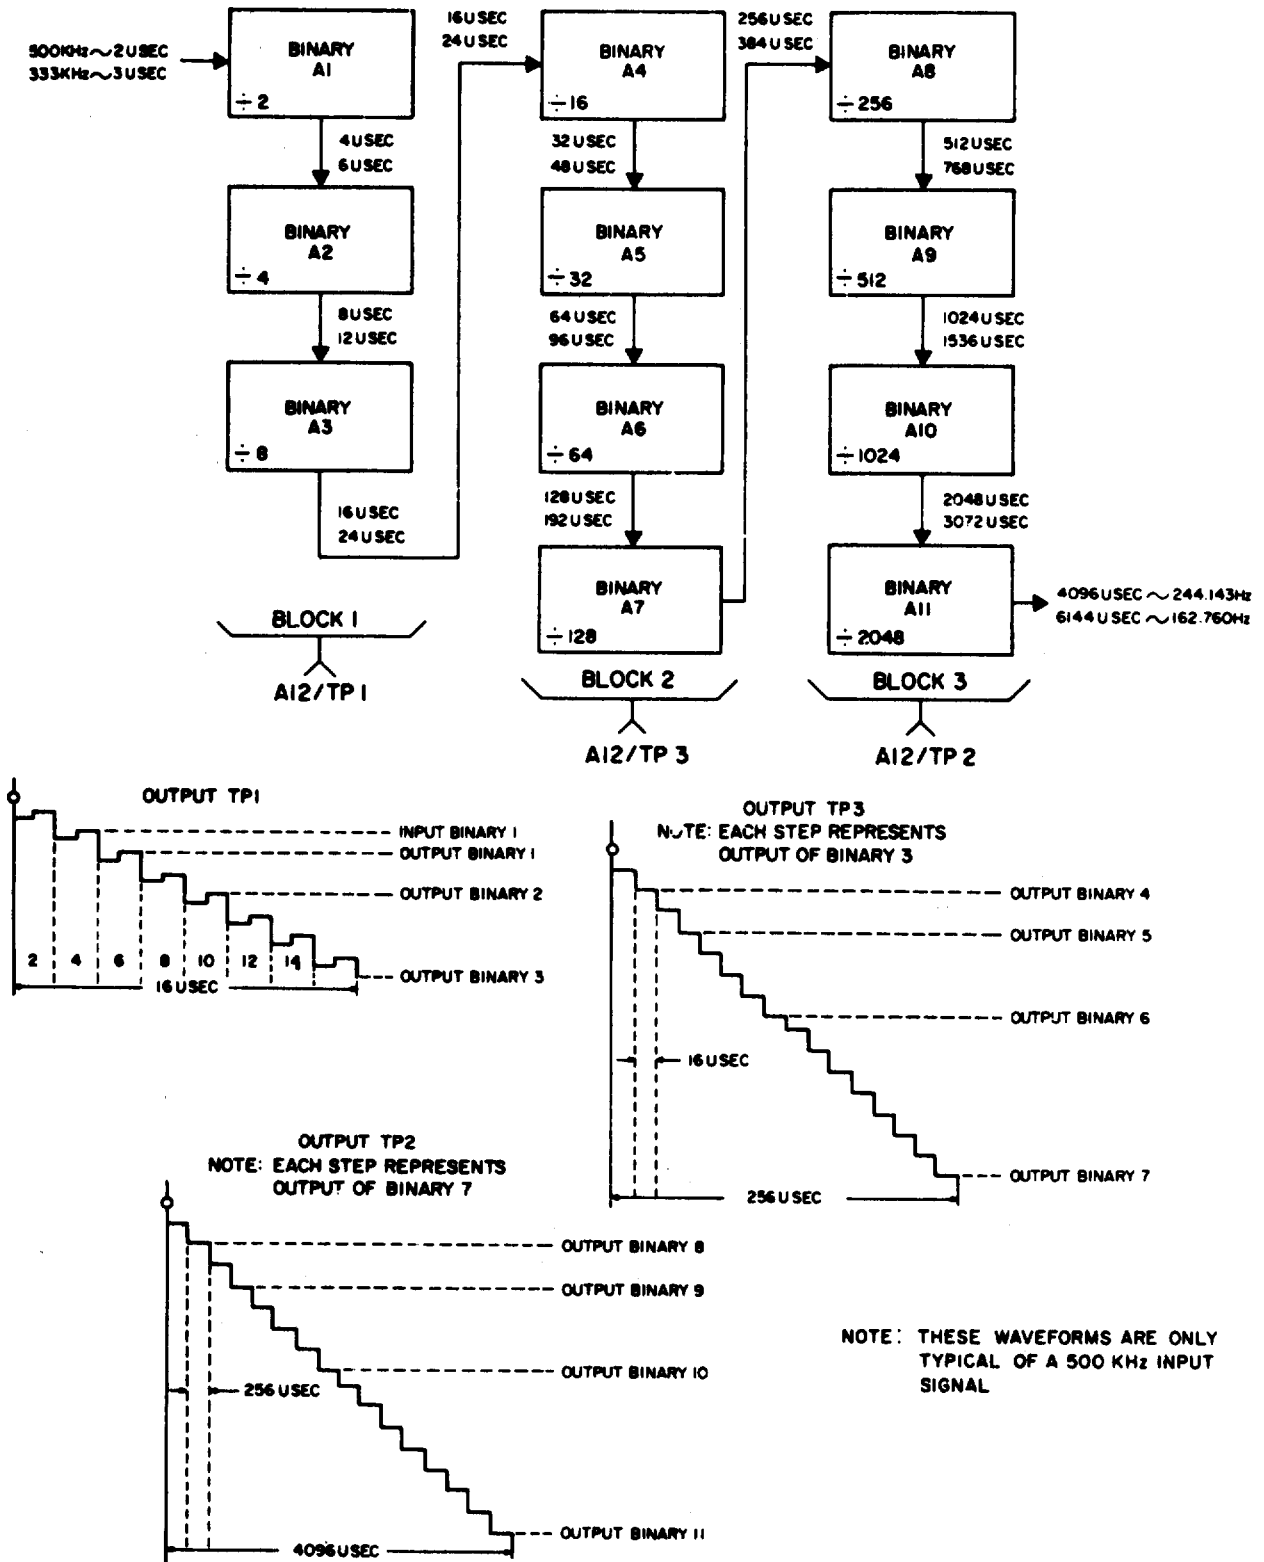 500KHz~2USEC
333KHz~3USEC
BINARY
A1
÷2
4USEC
6USEC
BINARY
A2
÷4
8USEC
12USEC
BINARY
A3
÷8
16USEC
24USEC
BLOCK 1
A12/TP1
16USEC
24USEC
BINARY
A4
÷16
32USEC
48USEC
BINARY
A5
÷32
64USEC
96USEC
BINARY
A6
÷64
128USEC
192USEC
BINARY
A7
÷128
BLOCK 2
A12/TP3
256USEC
384USEC
BINARY
A8
÷256
512USEC
768USEC
BINARY
A9
÷512
1024USEC
1536USEC
BINARY
A10
÷1024
2048USEC
3072USEC
BINARY
A11
÷2048
4096USEC~244.143Hz
6144USEC~162.760Hz
BLOCK 3
A12/TP2
OUTPUT TP1
INPUT BINARY 1
OUTPUT BINARY 1
OUTPUT BINARY 2
2 4 6 8 10 12 14
OUTPUT BINARY 3
16USEC
OUTPUT TP3
NOTE: EACH STEP REPRESENTS
OUTPUT OF BINARY 3
OUTPUT BINARY 4
OUTPUT BINARY 5
OUTPUT BINARY 6
16USEC
OUTPUT BINARY 7
256USEC
OUTPUT TP2
NOTE: EACH STEP REPRESENTS
OUTPUT OF BINARY 7
OUTPUT BINARY 8
OUTPUT BINARY 9
OUTPUT BINARY 10
256USEC
OUTPUT BINARY 11
4096USEC
NOTE: THESE WAVEFORMS ARE ONLY
TYPICAL OF A 500 KHz INPUT
SIGNAL